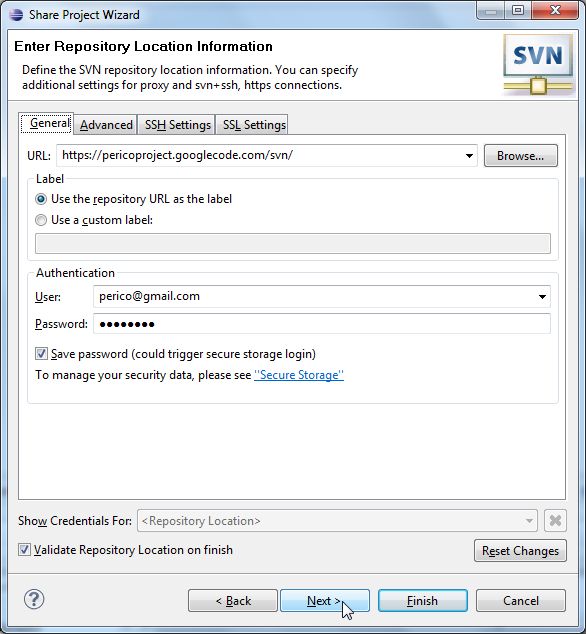 Share Project Wizard
Enter Repository Location Information
Define the SVN repository location information. You can specify
additional settings for proxy and svn+ssh, https connections.
SVN
General Advanced SSH Settings SSL Settings
URL: https://pericoproject.googlecode.com/svn/ Browse...
Label
Use the repository URL as the label
Use a custom label:
Authentication
User: perico@gmail.com
Password: ●●●●●●●●
Save password (could trigger secure storage login)
To manage your security data, please see "Secure Storage"
Show Credentials For: <Repository Location>
Validate Repository Location on finish Reset Changes
? < Back Next > Finish Cancel